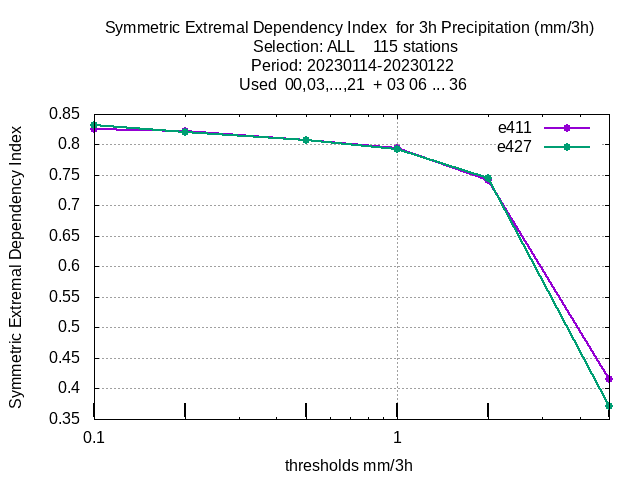 Symmetric Extremal Dependency Index  for 3h Precipitation (mm/3h)
Selection: ALL    115 stations
Period: 20230114-20230122
Used  00,03,...,21  + 03 06 ... 36
Symmetric Extremal Dependency Index
0.85
0.8
0.75
0.7
0.65
0.6
0.55
0.5
0.45
0.4
0.35
e411
e427
0.1
1
thresholds mm/3h